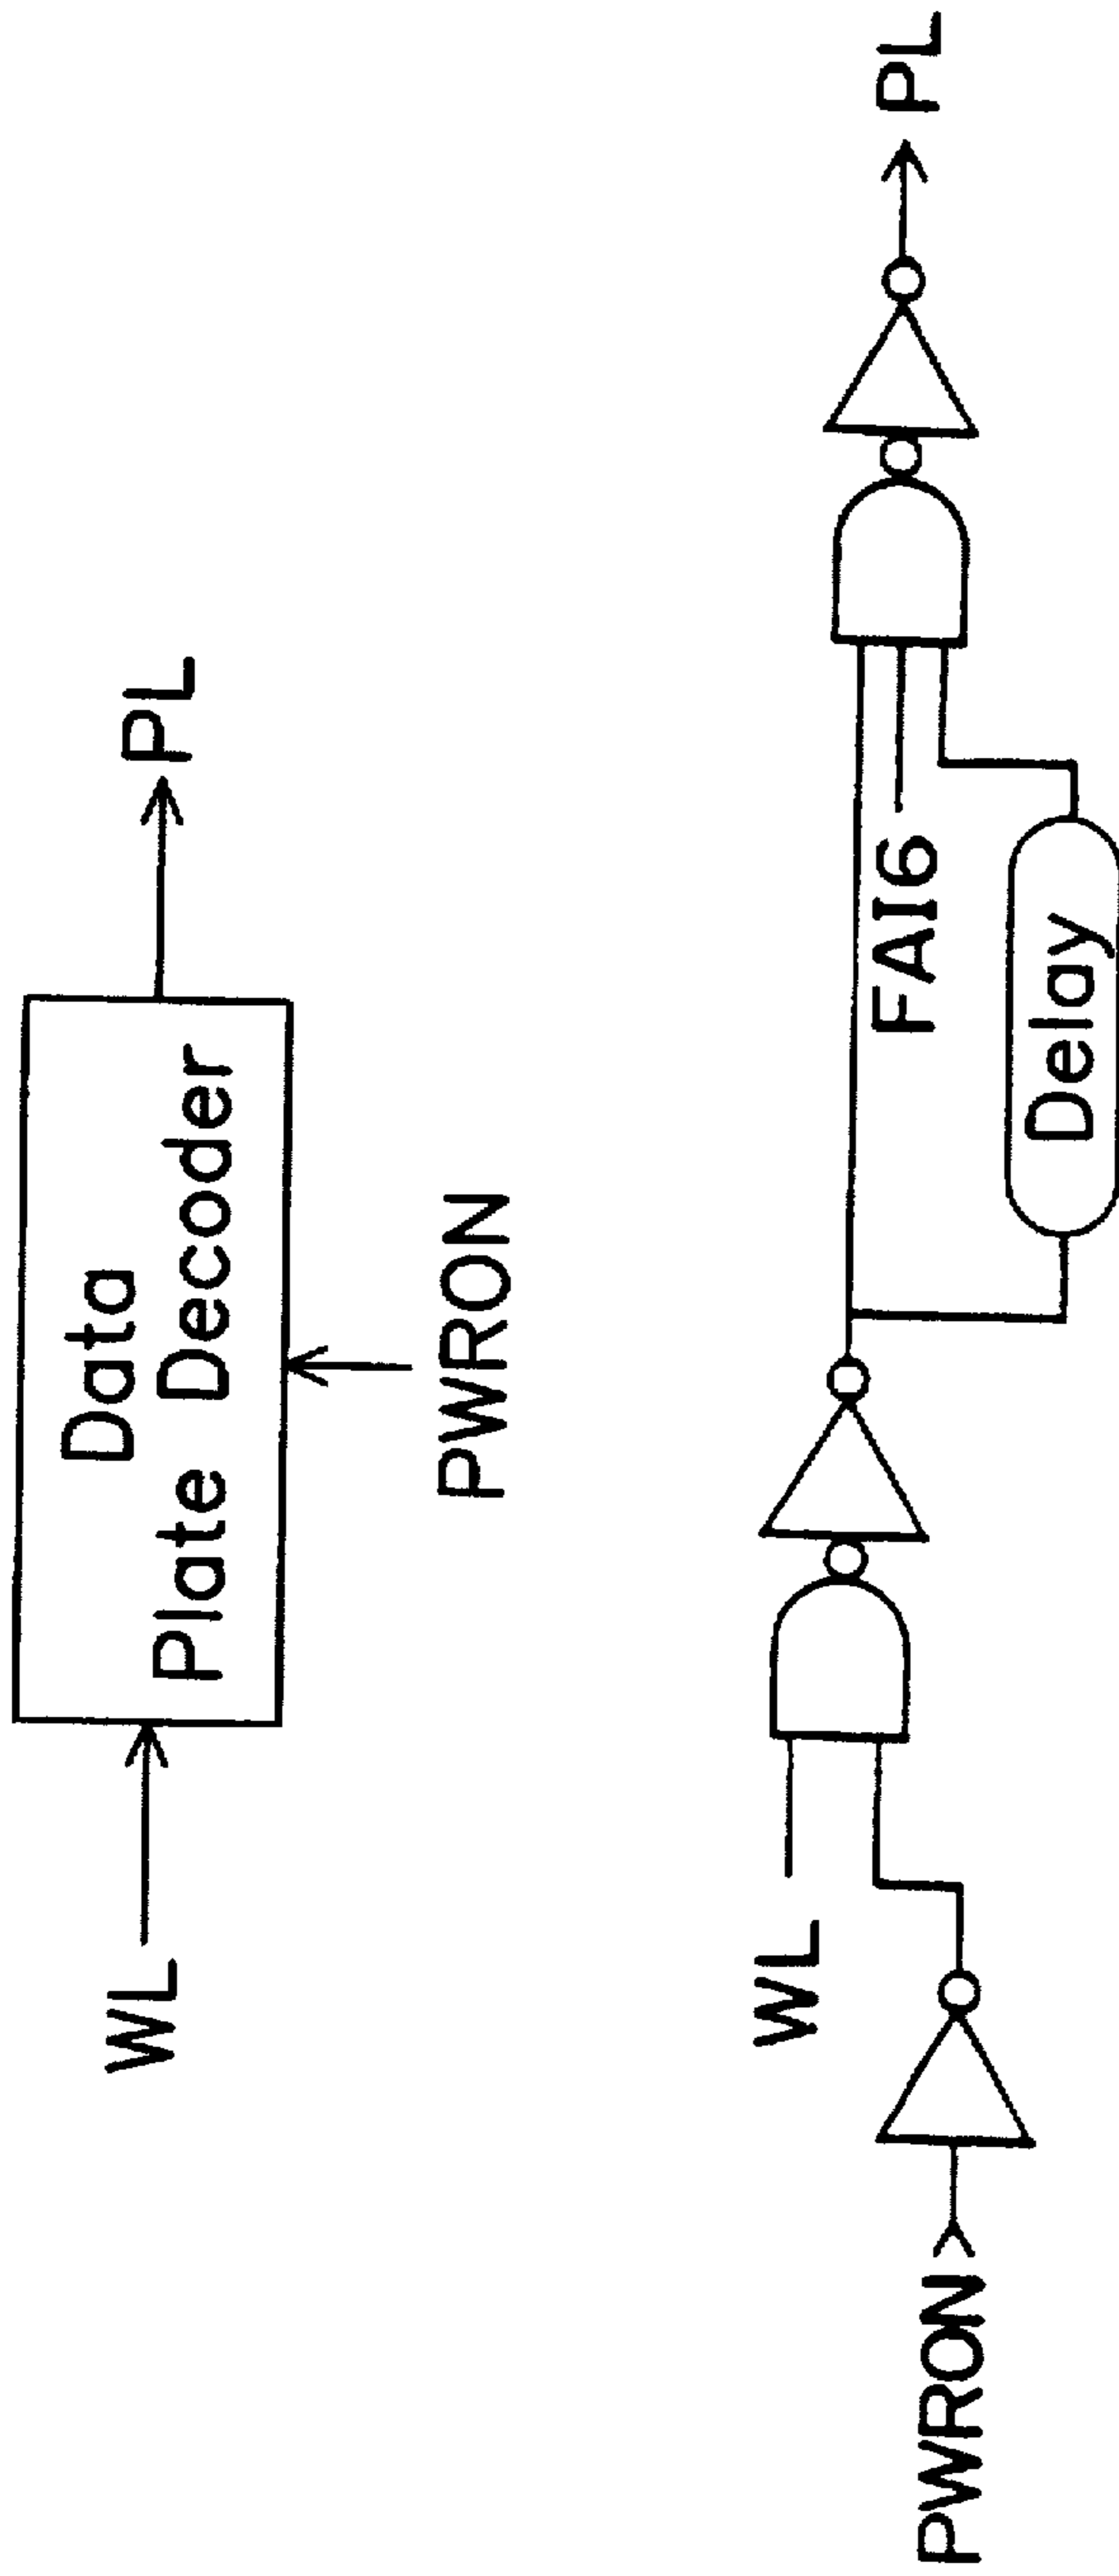 WL
Data
Plate Decoder
PL
PWRON
PWRON
WL
FAI6
Delay
PL